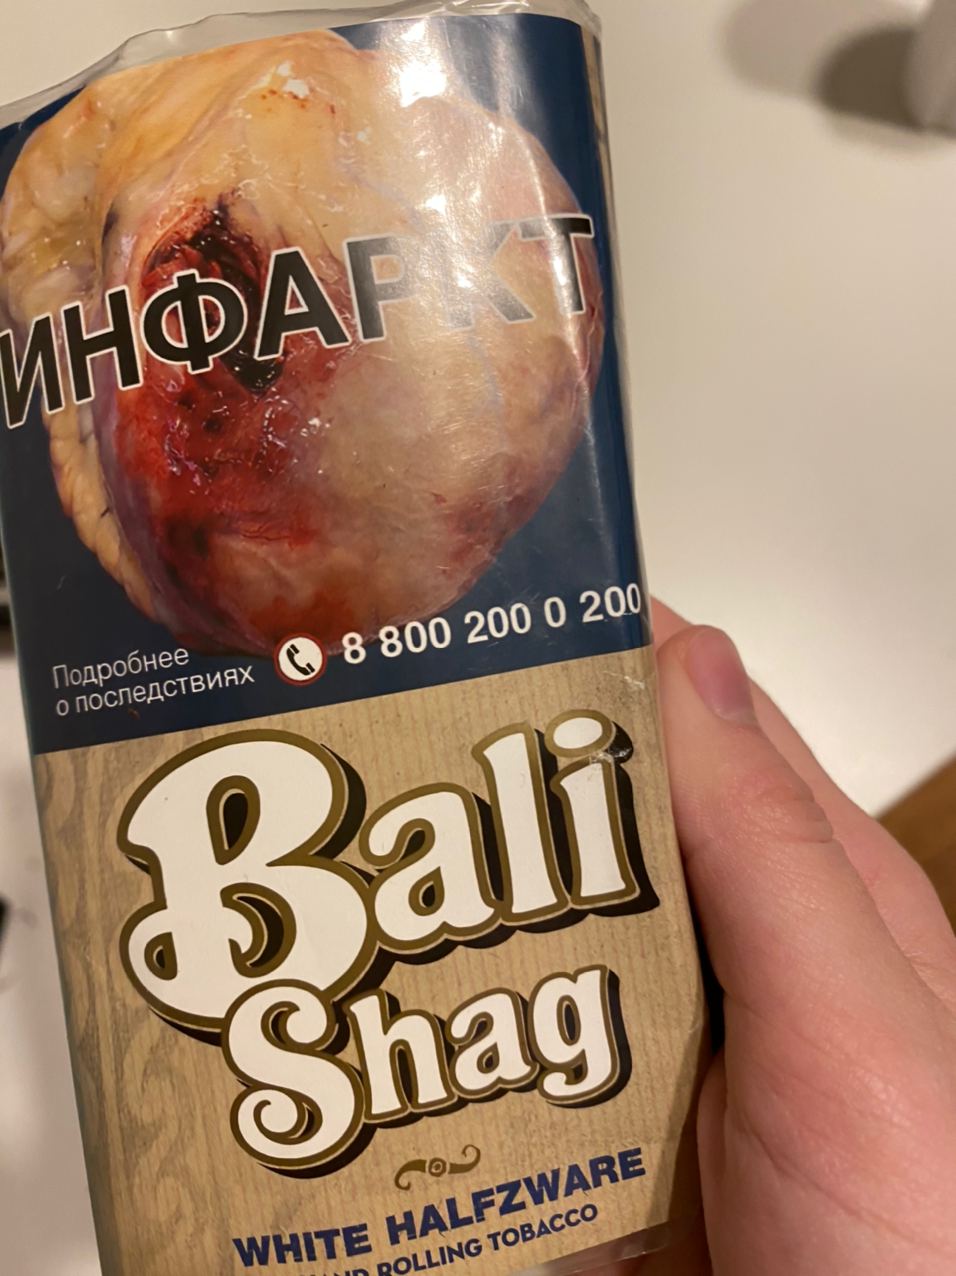 ИНФАРКТ
Подробнее
о последствиях
8 800 200 0 200
Bali
Shag
WHITE HALFZWARE
ROLLING TOBACCO